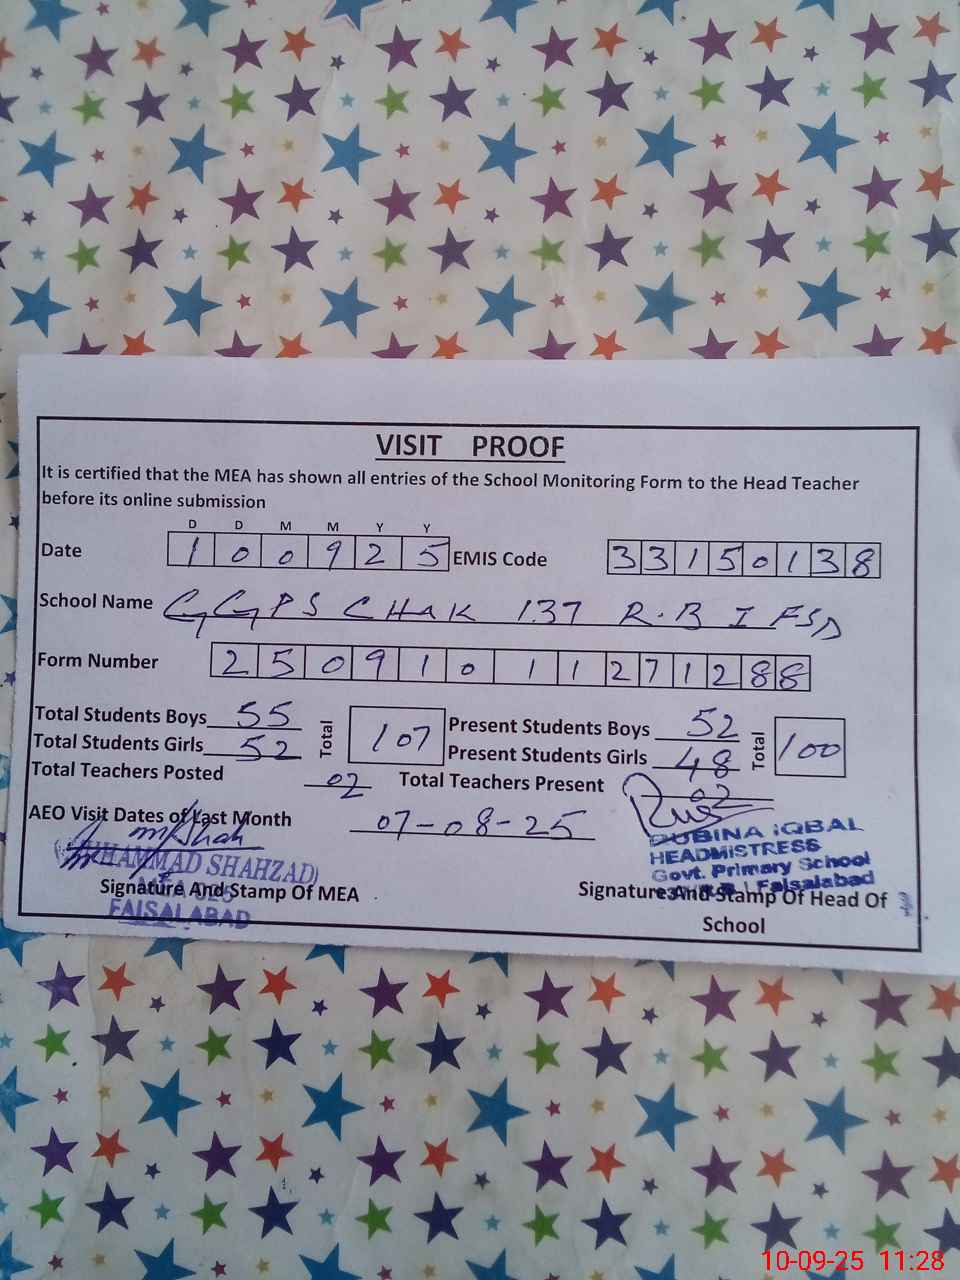 VISIT PROOF
It is certified that the MEA has shown all entries of the School Monitoring Form to the Head Teacher
before its online submission
D D M M Y Y
Date 1 0 0 9 2 5 EMIS Code 3 3 1 5 0 1 3 8
School Name GGPS CHAK 137 R.B I FSD
Form Number 2 5 0 9 1 0 1 1 2 7 1 2 8 8
Total Students Boys 55 Total 107 Present Students Boys 52 Total 100
Total Students Girls 52 Present Students Girls 48
Total Teachers Posted 02 Total Teachers Present 02
AEO Visit Dates of Last Month 07-08-25
MUHAMMAD SHAHZAD)
MEA
FAISALABAD
Signature And Stamp Of MEA
RUBINA iQBAL
HEADMISTRESS
Govt. Primary School
Faisalabad
Signature And Stamp Of Head Of
School
10-09-25 11:28